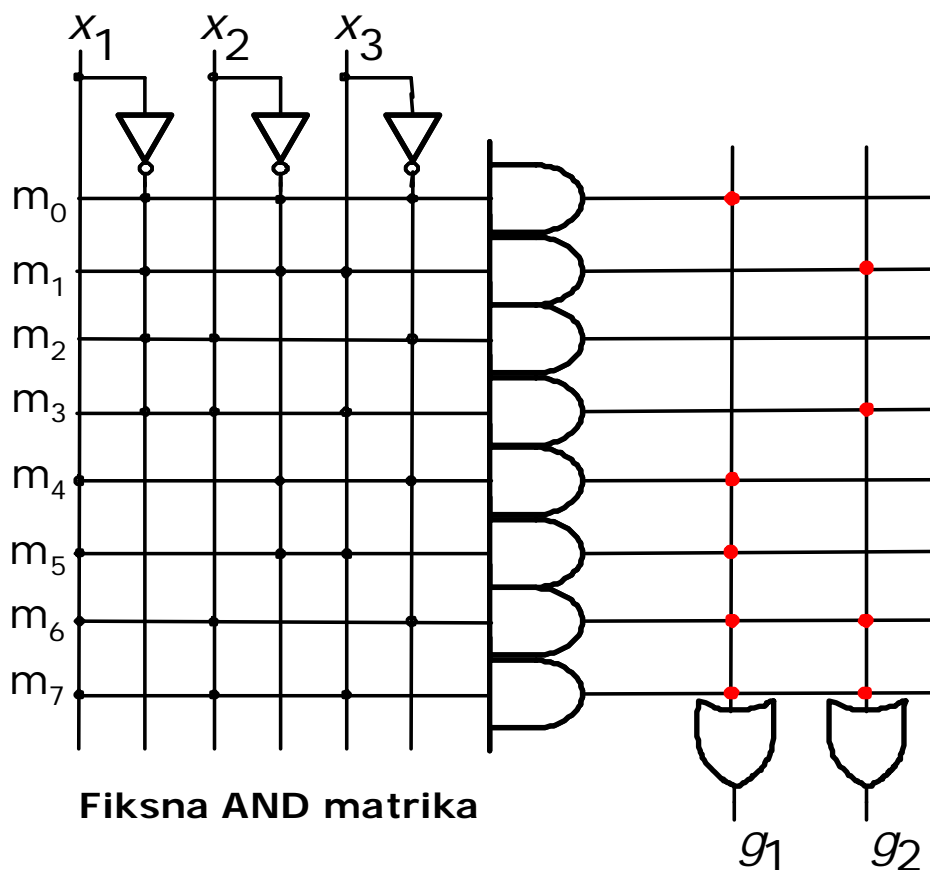 x₁ x₂ x₃
m₀
m₁
m₂
m₃
m₄
m₅
m₆
m₇
Fiksna AND matrika
g₁ g₂